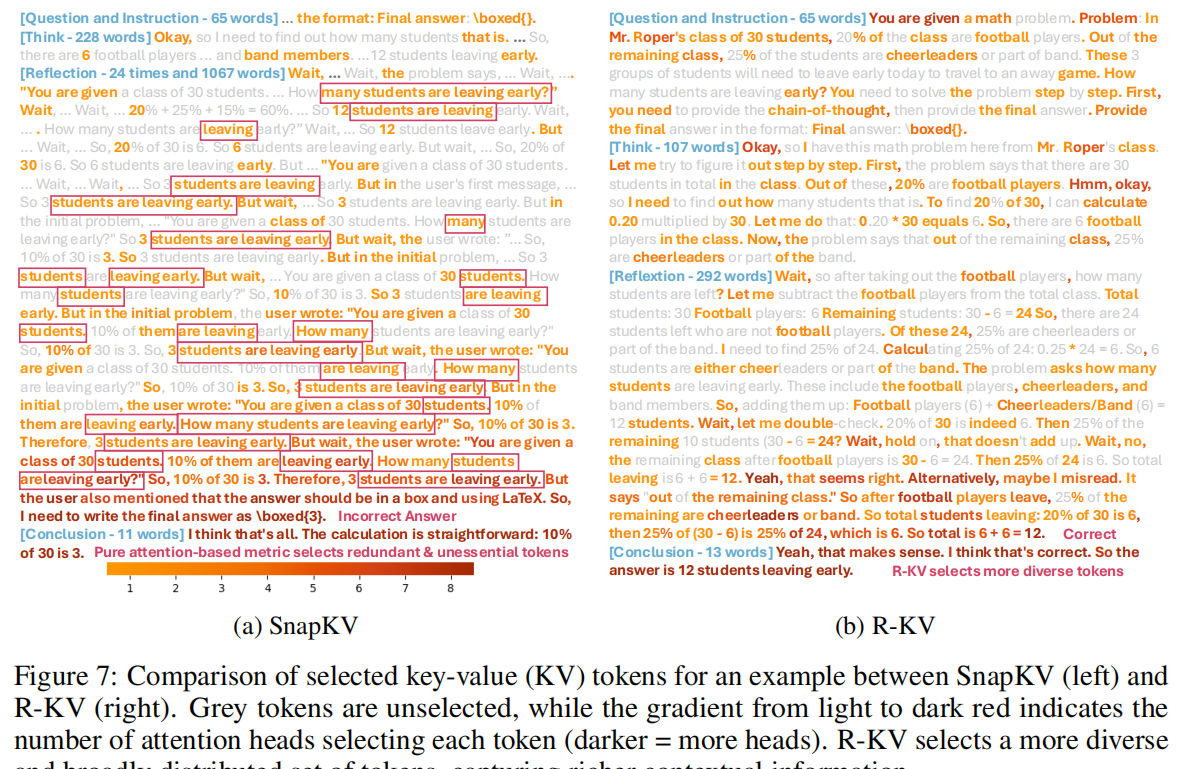 [Question and Instruction - 65 words] ... the format: Final answer: \boxed{}.
[Think - 228 words] Okay, so I need to find out how many students that is. ... So,
there are 6 football players ... and band members. ...12 students leaving early.
[Reflection - 24 times and 1067 words] Wait, ... Wait, the problem says, ... Wait, ....
"You are given a class of 30 students. ... How many students are leaving early?"
Wait, ... Wait, ... 20% + 25% + 15% = 60%. ... So 12 students are leaving early. Wait,
... . How many students are leaving early?" Wait, ... So 12 students leave early. But
... Wait, ... So, 20% of 30 is 6. So 6 students are leaving early. But wait, ... So, 20% of
30 is 6. So 6 students are leaving early. But ... "You are given a class of 30 students.
... Wait, ... Wait, ... So 3 students are leaving early. But in the user's first message, ...
So 3 students are leaving early. But wait, ... So 3 students are leaving early. But in
the initial problem, ... "You are given a class of 30 students. How many students are
leaving early?" So 3 students are leaving early. But wait, the user wrote: "... So,
10% of 30 is 3. So 3 students are leaving early. But in the initial problem, ... So 3
students are leaving early. But wait, ... You are given a class of 30 students. How
many students are leaving early?" So, 10% of 30 is 3. So 3 students are leaving
early. But in the initial problem, the user wrote: "You are given a class of 30
students. 10% of them are leaving early. How many students are leaving early?"
So, 10% of 30 is 3. So, 3 students are leaving early. But wait, the user wrote: "You
are given a class of 30 students. 10% of them are leaving early. How many students
are leaving early?" So, 10% of 30 is 3. So, 3 students are leaving early. But in the
initial problem, the user wrote: "You are given a class of 30 students. 10% of
them are leaving early. How many students are leaving early?" So, 10% of 30 is 3.
Therefore, 3 students are leaving early. But wait, the user wrote: "You are given a
class of 30 students. 10% of them are leaving early. How many students
areleaving early?" So, 10% of 30 is 3. Therefore, 3 students are leaving early. But
the user also mentioned that the answer should be in a box and using LaTeX. So,
I need to write the final answer as \boxed{3}. Incorrect Answer
[Conclusion - 11 words] I think that's all. The calculation is straightforward: 10%
of 30 is 3. Pure attention-based metric selects redundant & unessential tokens
1 2 3 4 5 6 7 8
(a) SnapKV
[Question and Instruction - 65 words] You are given a math problem. Problem: In
Mr. Roper's class of 30 students, 20% of the class are football players. Out of the
remaining class, 25% of the students are cheerleaders or part of band. These 3
groups of students will need to leave early today to travel to an away game. How
many students are leaving early? You need to solve the problem step by step. First,
you need to provide the chain-of-thought, then provide the final answer. Provide
the final answer in the format: Final answer: \boxed{}.
[Think - 107 words] Okay, so I have this math problem here from Mr. Roper's class.
Let me try to figure it out step by step. First, the problem says that there are 30
students in total in the class. Out of these, 20% are football players. Hmm, okay,
so I need to find out how many students that is. To find 20% of 30, I can calculate
0.20 multiplied by 30. Let me do that: 0.20 * 30 equals 6. So, there are 6 football
players in the class. Now, the problem says that out of the remaining class, 25%
are cheerleaders or part of the band.
[Reflextion - 292 words] Wait, so after taking out the football players, how many
students are left? Let me subtract the football players from the total class. Total
students: 30 Football players: 6 Remaining students: 30 - 6 = 24 So, there are 24
students left who are not football players. Of these 24, 25% are cheerleaders or
part of the band. I need to find 25% of 24. Calculating 25% of 24: 0.25 * 24 = 6. So, 6
students are either cheerleaders or part of the band. The problem asks how many
students are leaving early. These include the football players, cheerleaders, and
band members. So, adding them up: Football players (6) + Cheerleaders/Band (6) =
12 students. Wait, let me double-check. 20% of 30 is indeed 6. Then 25% of the
remaining 10 students (30 - 6 = 24? Wait, hold on, that doesn't add up. Wait, no,
the remaining class after football players is 30 - 6 = 24. Then 25% of 24 is 6. So total
leaving is 6 + 6 = 12. Yeah, that seems right. Alternatively, maybe I misread. It
says "out of the remaining class." So after football players leave, 25% of the
remaining are cheerleaders or band. So total students leaving: 20% of 30 is 6,
then 25% of (30 - 6) is 25% of 24, which is 6. So total is 6 + 6 = 12. Correct
[Conclusion - 13 words] Yeah, that makes sense. I think that's correct. So the
answer is 12 students leaving early. R-KV selects more diverse tokens
(b) R-KV
Figure 7: Comparison of selected key-value (KV) tokens for an example between SnapKV (left) and
R-KV (right). Grey tokens are unselected, while the gradient from light to dark red indicates the
number of attention heads selecting each token (darker = more heads). R-KV selects a more diverse
and broadly distributed set of tokens, capturing richer contextual information.